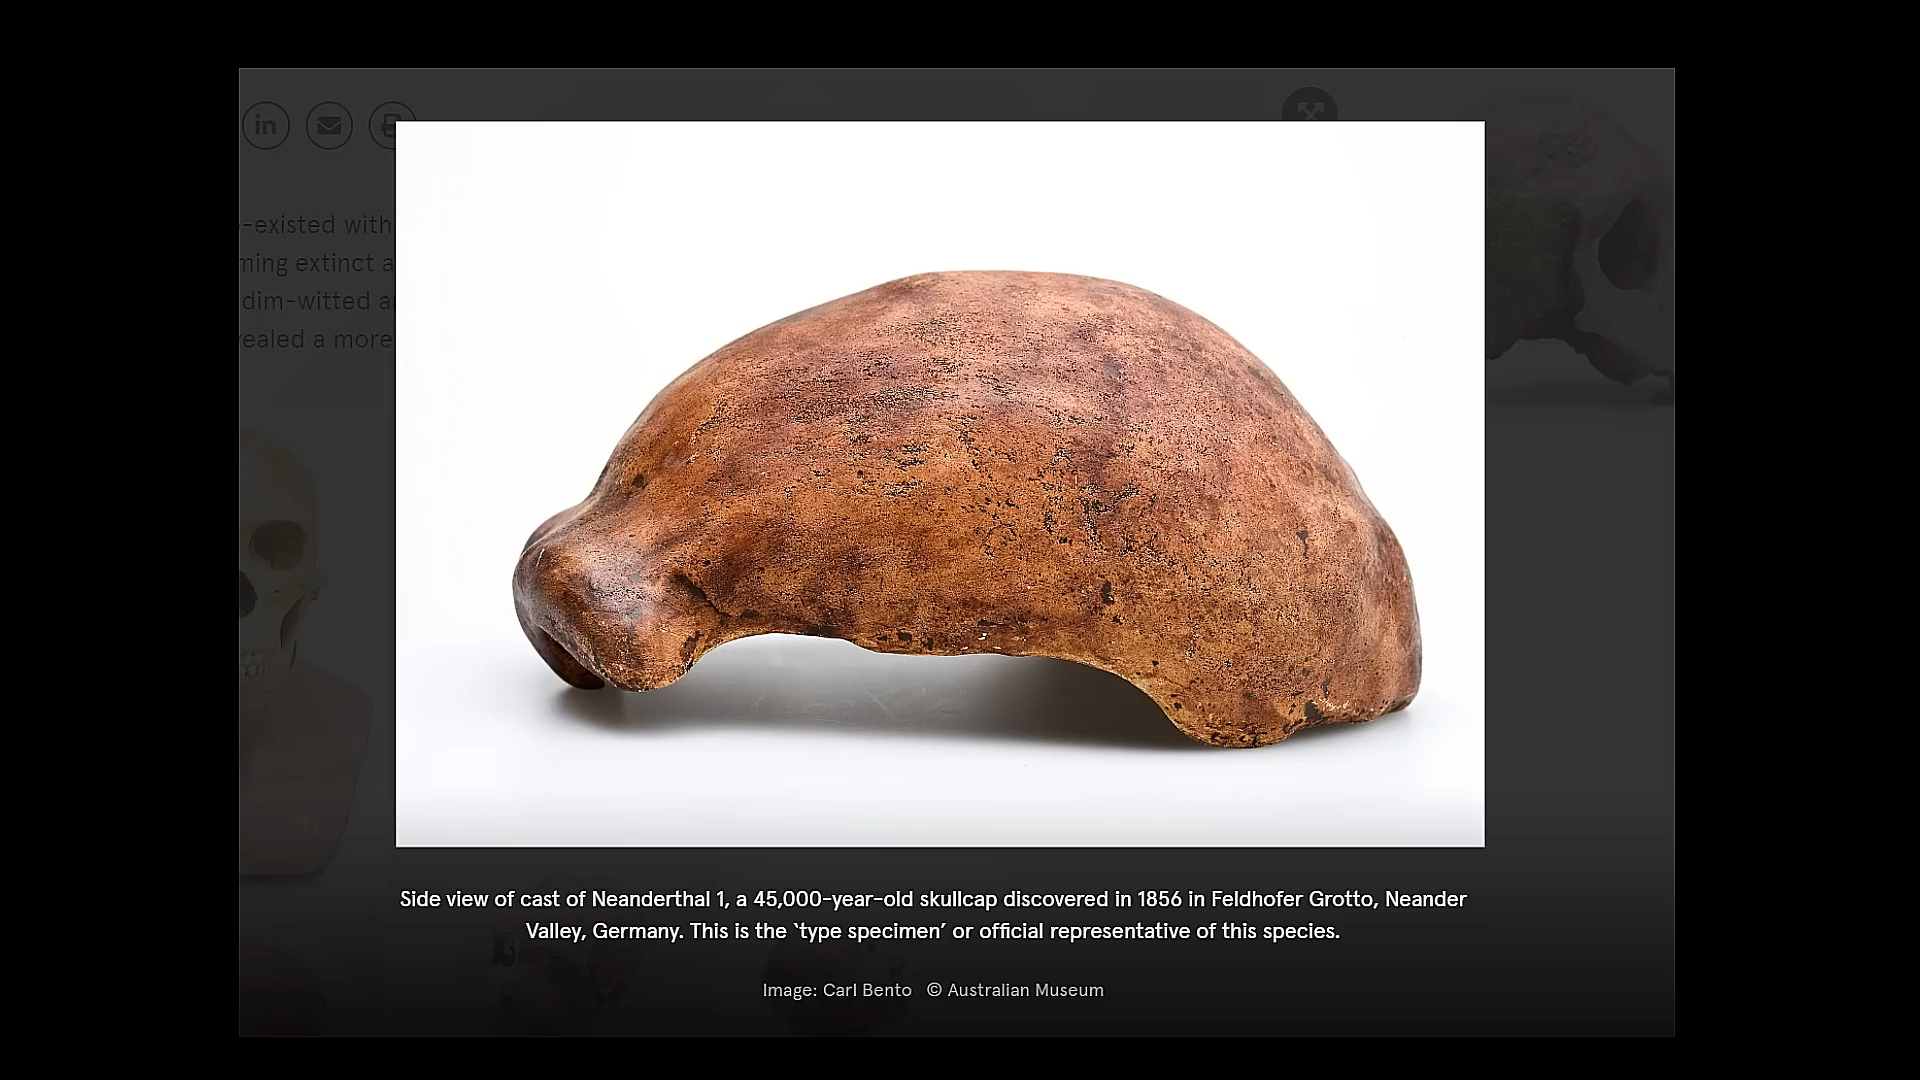 in
-existed with
ming extinct a
dim-witted a
vealed a more
Side view of cast of Neanderthal 1, a 45,000-year-old skullcap discovered in 1856 in Feldhofer Grotto, Neander
Valley, Germany. This is the ‘type specimen’ or official representative of this species.
Image: Carl Bento © Australian Museum